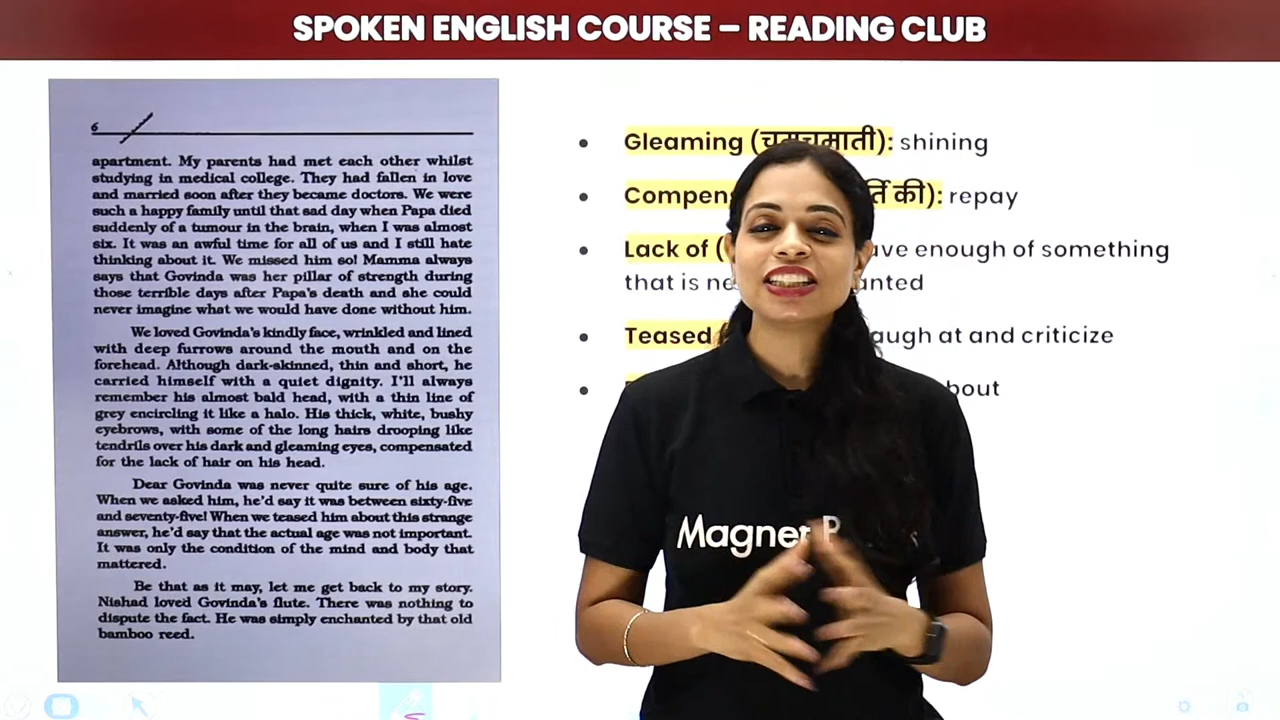 SPOKEN ENGLISH COURSE – READING CLUB
6
apartment. My parents had met each other whilst
studying in medical college. They had fallen in love
and married soon after they became doctors. We were
such a happy family until that sad day when Papa died
suddenly of a tumour in the brain, when I was almost
six. It was an awful time for all of us and I still hate
thinking about it. We missed him so! Mamma always
says that Govinda was her pillar of strength during
those terrible days after Papa's death and she could
never imagine what we would have done without him.
We loved Govinda's kindly face, wrinkled and lined
with deep furrows around the mouth and on the
forehead. Although dark-skinned, thin and short, he
carried himself with a quiet dignity. I'll always
remember his almost bald head, with a thin line of
grey encircling it like a halo. His thick, white, bushy
eyebrows, with some of the long hairs drooping like
tendrils over his dark and gleaming eyes, compensated
for the lack of hair on his head.
Dear Govinda was never quite sure of his age.
When we asked him, he'd say it was between sixty-five
and seventy-five! When we teased him about this strange
answer, he'd say that the actual age was not important.
It was only the condition of the mind and body that
mattered.
Be that as it may, let me get back to my story.
Nishad loved Govinda's flute. There was nothing to
dispute the fact. He was simply enchanted by that old
bamboo reed.
Gleaming (चमचमाती): shining
Compen की): repay
Lack of ( ave enough of something
that is ne anted
Teased augh at and criticize
bout
Magnet